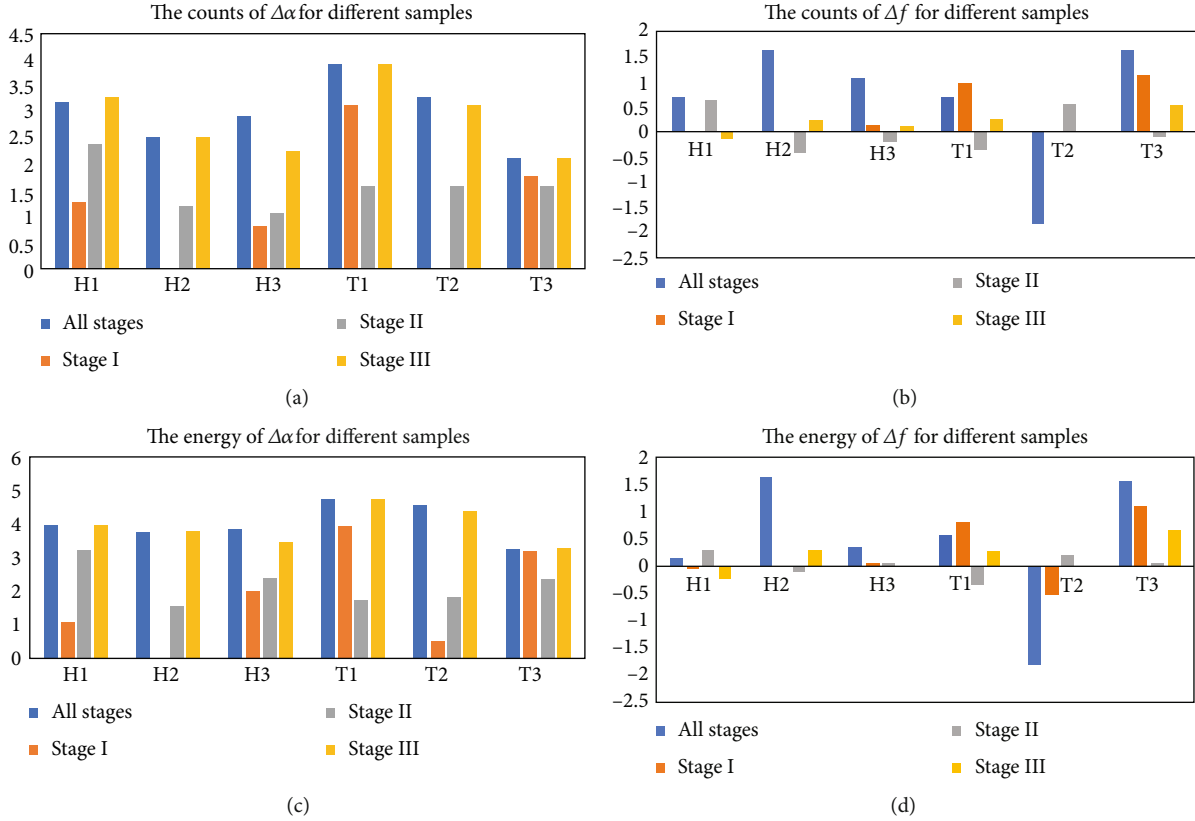 The counts of Δα for different samples
4.5
4
3.5
3
2.5
2
1.5
1
0.5
0
H1 H2 H3 T1 T2 T3
All stages Stage II
Stage I Stage III
(a)
The counts of Δf for different samples
2
1.5
1
0.5
0
−0.5
−1
−1.5
−2
−2.5
H1 H2 H3 T1 T2 T3
All stages Stage II
Stage I Stage III
(b)
The energy of Δα for different samples
6
5
4
3
2
1
0
H1 H2 H3 T1 T2 T3
All stages Stage II
Stage I Stage III
(c)
The energy of Δf for different samples
2
1.5
1
0.5
0
−0.5
−1
−1.5
−2
−2.5
H1 H2 H3 T1 T2 T3
All stages Stage II
Stage I Stage III
(d)